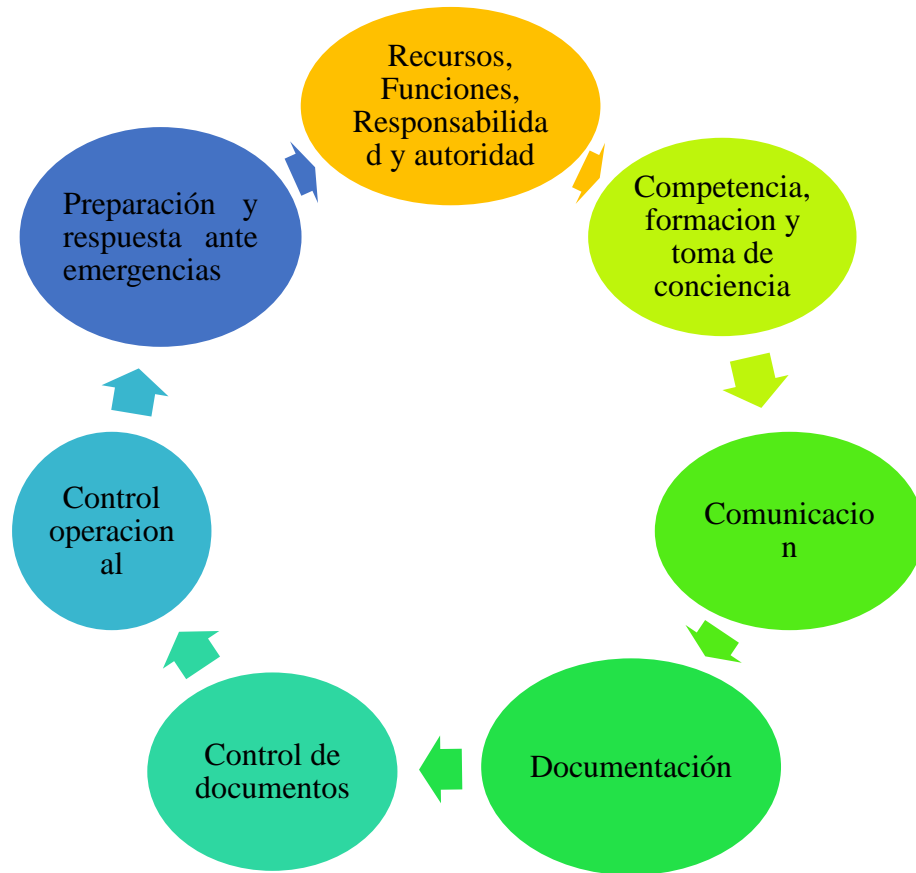 Recursos,
Funciones,
Responsabilida
d y autoridad
Competencia,
formacion y
toma de
conciencia
Comunicacio
n
Documentación
Control de
documentos
Control
operacion
al
Preparación y
respuesta ante
emergencias